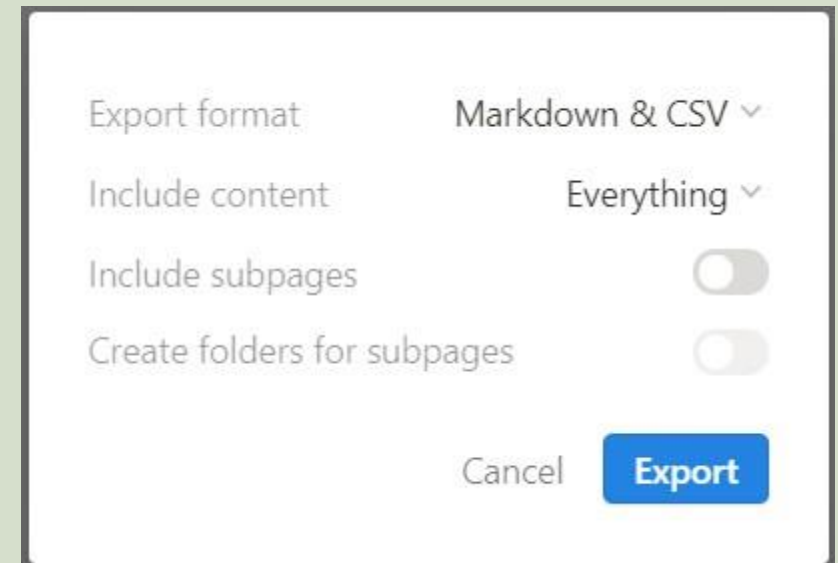 Export format Markdown & CSV
Include content Everything
Include subpages
Create folders for subpages
Cancel Export